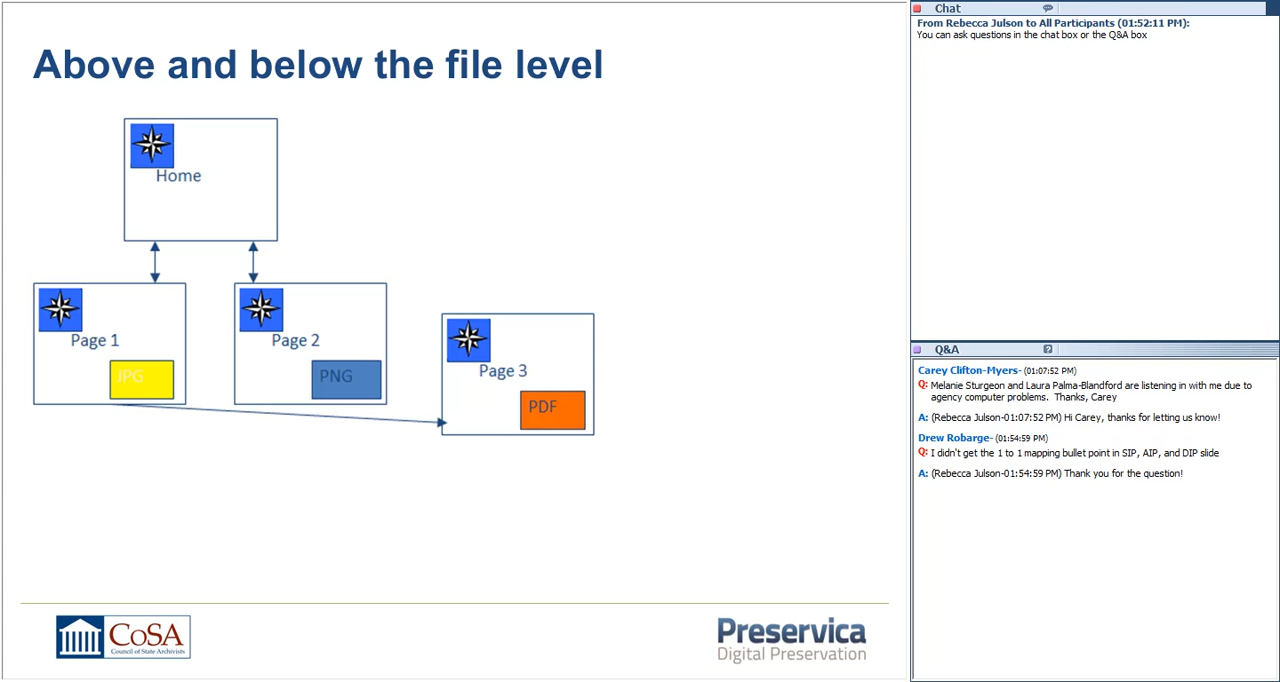 Above and below the file level
Home
Page 1
JPG
Page 2
PNG
Page 3
PDF
CoSA
Council of State Archivists
Preservica
Digital Preservation
Chat
From Rebecca Julson to All Participants (01:52:11 PM):
You can ask questions in the chat box or the Q&A box
Q&A
Carey Clifton-Myers- (01:07:52 PM)
Q: Melanie Sturgeon and Laura Palma-Blandford are listening in with me due to
agency computer problems.  Thanks, Carey
A: (Rebecca Julson-01:07:52 PM) Hi Carey, thanks for letting us know!
Drew Robarge- (01:54:59 PM)
Q: I didn't get the 1 to 1 mapping bullet point in SIP, AIP, and DIP slide
A: (Rebecca Julson-01:54:59 PM) Thank you for the question!